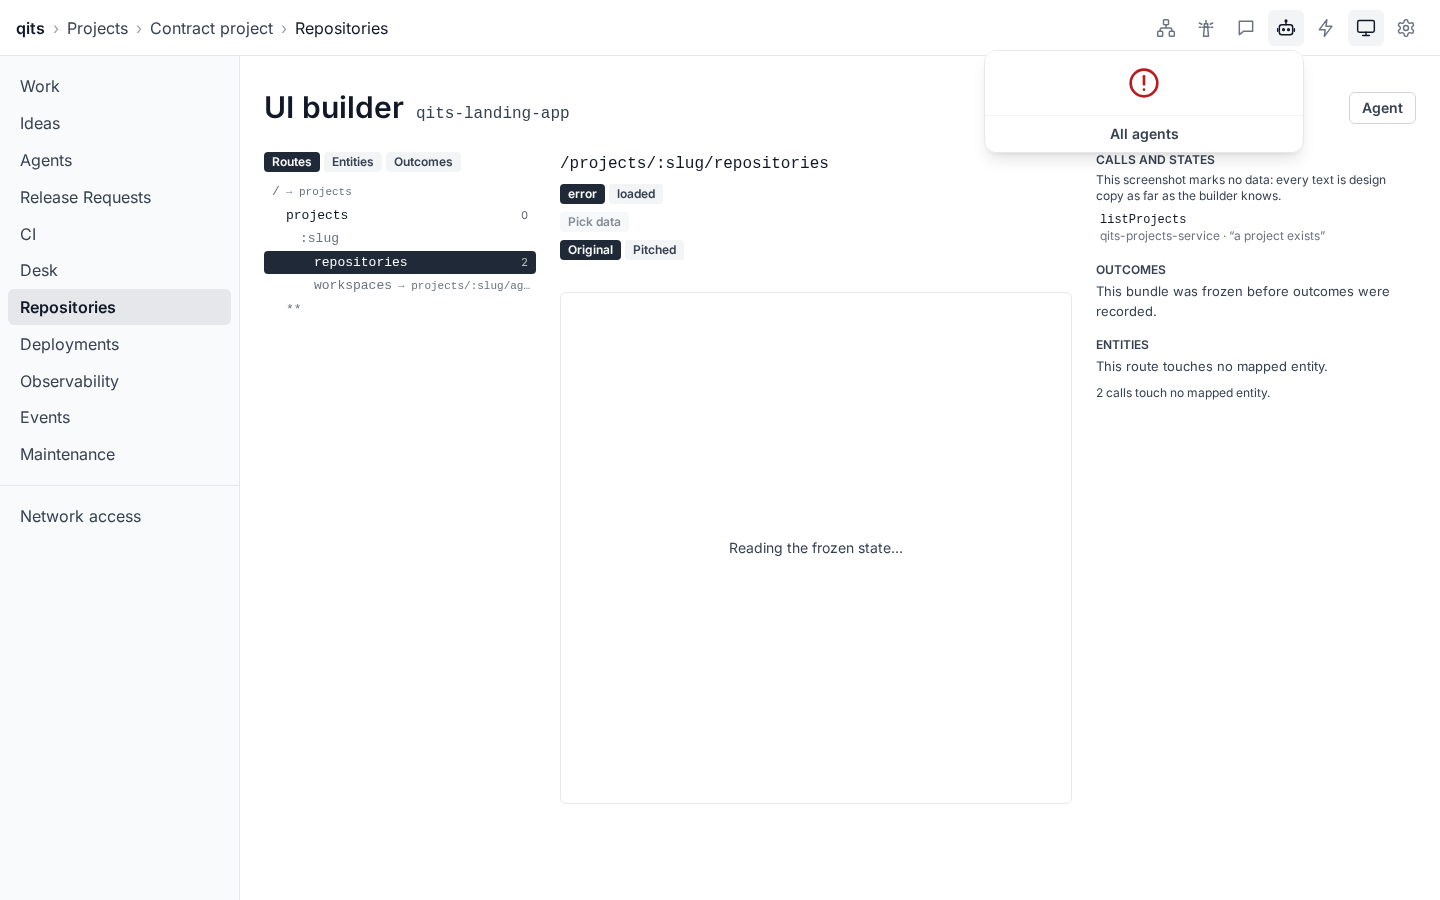 qits › Projects › Contract project › Repositories
Work
Ideas
Agents
Release Requests
CI
Desk
Repositories
Deployments
Observability
Events
Maintenance
Network access
All agents
UI builder qits-landing-app
Agent
Routes Entities Outcomes
/ → projects
projects 0
:slug
repositories 2
workspaces → projects/:slug/ag…
**
/projects/:slug/repositories
error loaded
Pick data
Original Pitched
Reading the frozen state...
CALLS AND STATES
This screenshot marks no data: every text is design
copy as far as the builder knows.
listProjects
qits-projects-service · “a project exists”
OUTCOMES
This bundle was frozen before outcomes were
recorded.
ENTITIES
This route touches no mapped entity.
2 calls touch no mapped entity.